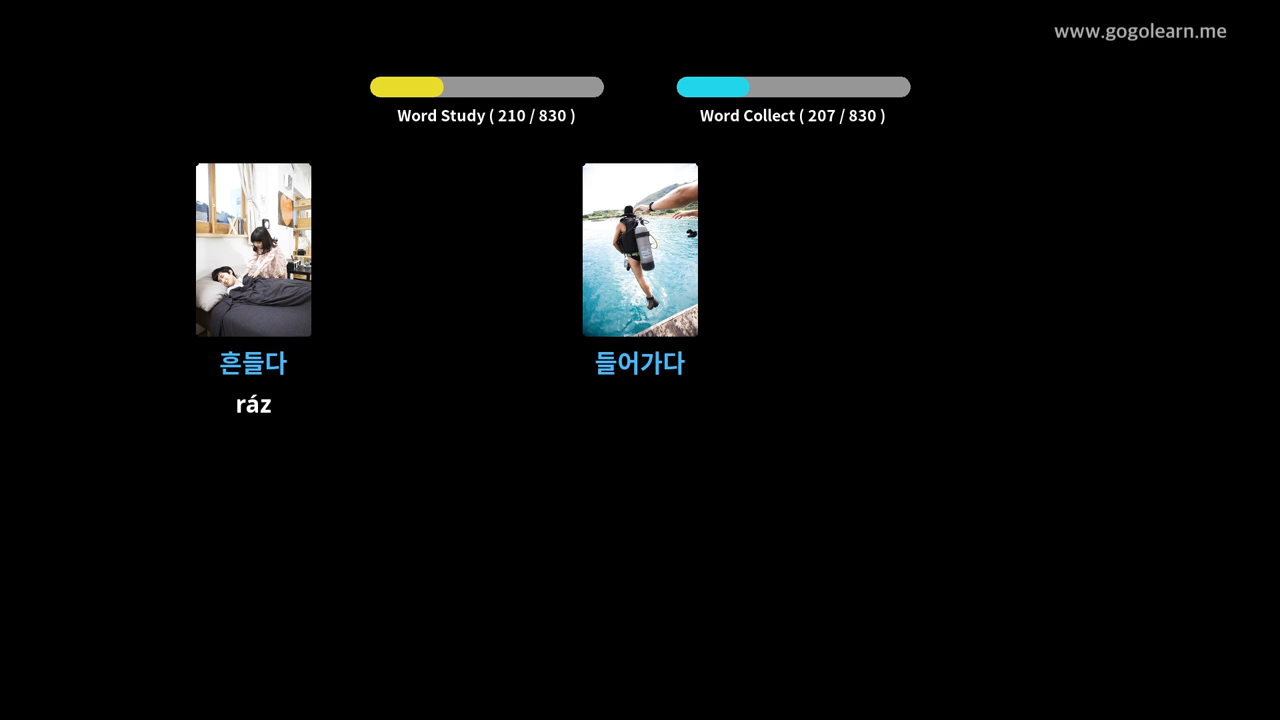 www.gogolearn.me
Word Study ( 210 / 830 )
Word Collect ( 207 / 830 )
흔들다
들어가다
ráz